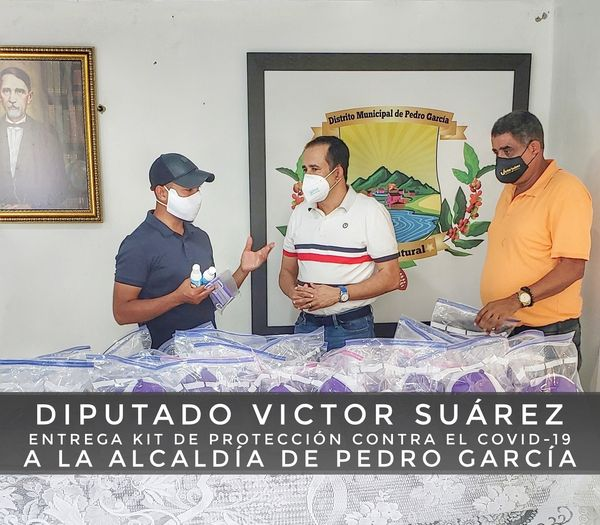 Distrito Municipal de Pedro García
tural
DIPUTADO VICTOR SUÁREZ
ENTREGA KIT DE PROTECCIÓN CONTRA EL COVID-19
A LA ALCALDÍA DE PEDRO GARCÍA